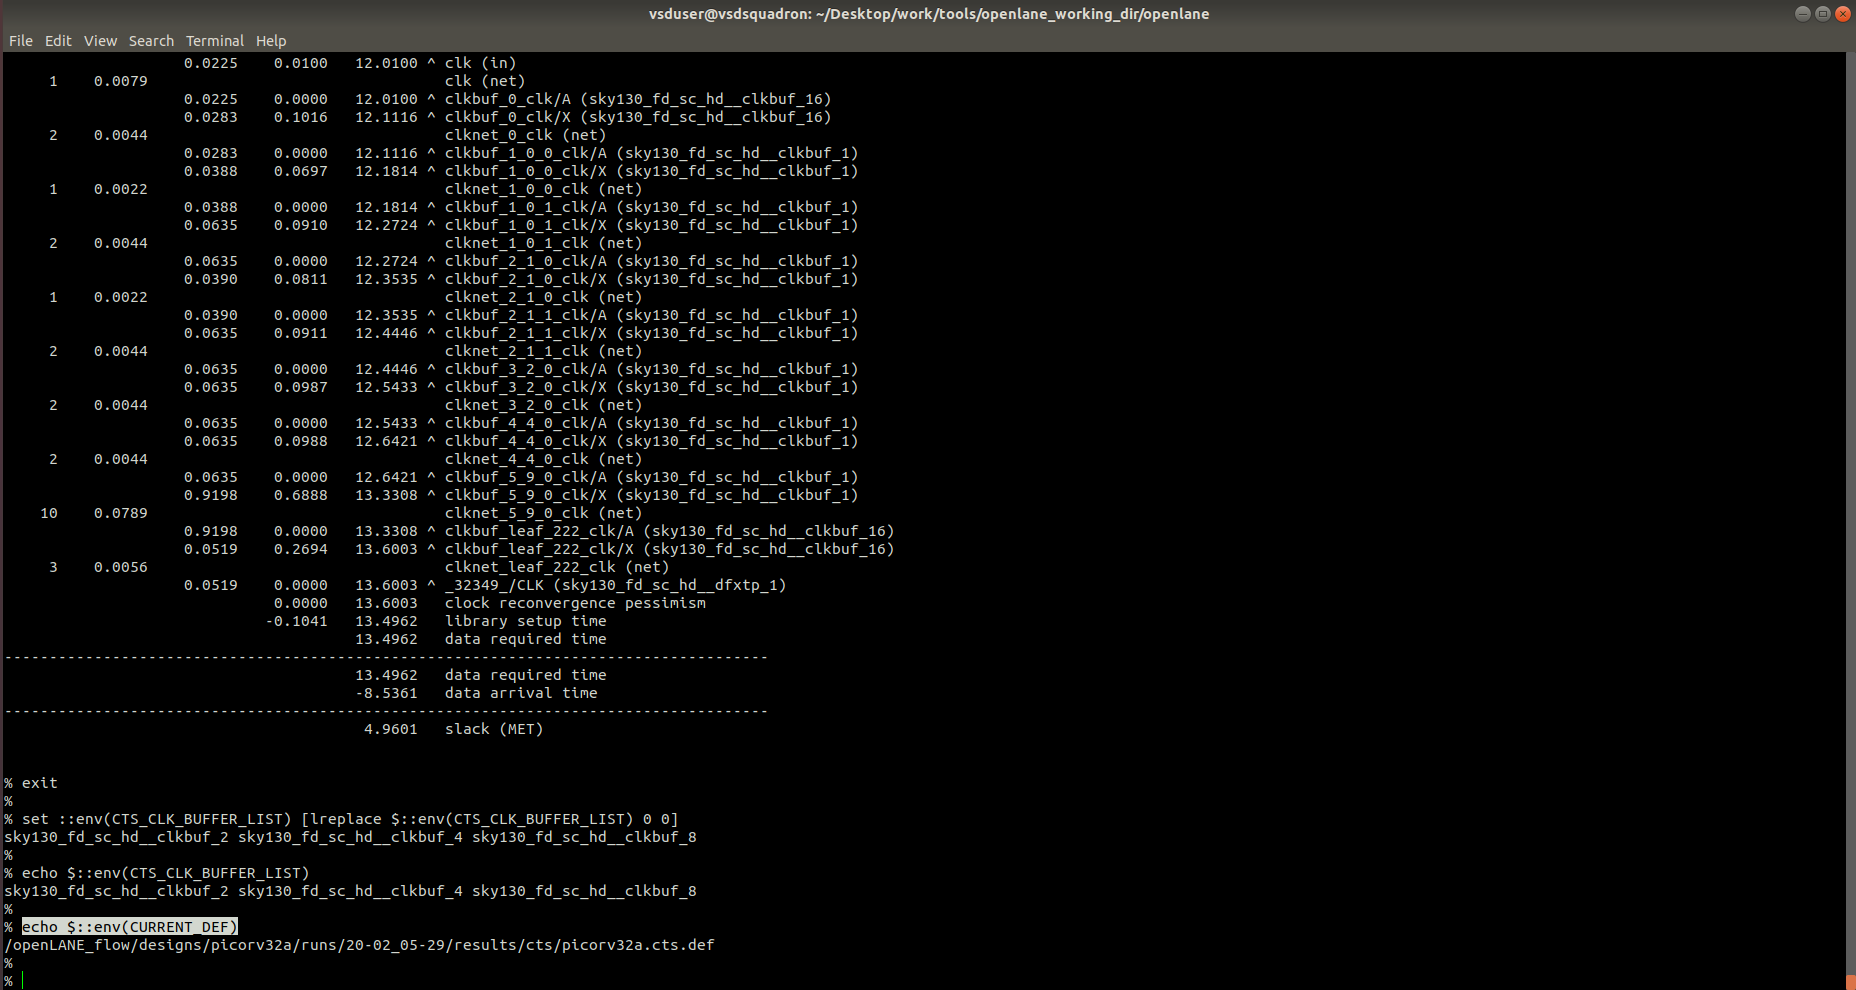 vsduser@vsdsquadron: ~/Desktop/work/tools/openlane_working_dir/openlane
File Edit View Search Terminal Help
0.0225 0.0100 12.0100 ^ clk (in)
1 0.0079 clk (net)
0.0225 0.0000 12.0100 ^ clkbuf_0_clk/A (sky130_fd_sc_hd__clkbuf_16)
0.0283 0.1016 12.1116 ^ clkbuf_0_clk/X (sky130_fd_sc_hd__clkbuf_16)
2 0.0044 clknet_0_clk (net)
0.0283 0.0000 12.1116 ^ clkbuf_1_0_0_clk/A (sky130_fd_sc_hd__clkbuf_1)
0.0388 0.0697 12.1814 ^ clkbuf_1_0_0_clk/X (sky130_fd_sc_hd__clkbuf_1)
1 0.0022 clknet_1_0_0_clk (net)
0.0388 0.0000 12.1814 ^ clkbuf_1_0_1_clk/A (sky130_fd_sc_hd__clkbuf_1)
0.0635 0.0910 12.2724 ^ clkbuf_1_0_1_clk/X (sky130_fd_sc_hd__clkbuf_1)
2 0.0044 clknet_1_0_1_clk (net)
0.0635 0.0000 12.2724 ^ clkbuf_2_1_0_clk/A (sky130_fd_sc_hd__clkbuf_1)
0.0390 0.0811 12.3535 ^ clkbuf_2_1_0_clk/X (sky130_fd_sc_hd__clkbuf_1)
1 0.0022 clknet_2_1_0_clk (net)
0.0390 0.0000 12.3535 ^ clkbuf_2_1_1_clk/A (sky130_fd_sc_hd__clkbuf_1)
0.0635 0.0911 12.4446 ^ clkbuf_2_1_1_clk/X (sky130_fd_sc_hd__clkbuf_1)
2 0.0044 clknet_2_1_1_clk (net)
0.0635 0.0000 12.4446 ^ clkbuf_3_2_0_clk/A (sky130_fd_sc_hd__clkbuf_1)
0.0635 0.0987 12.5433 ^ clkbuf_3_2_0_clk/X (sky130_fd_sc_hd__clkbuf_1)
2 0.0044 clknet_3_2_0_clk (net)
0.0635 0.0000 12.5433 ^ clkbuf_4_4_0_clk/A (sky130_fd_sc_hd__clkbuf_1)
0.0635 0.0988 12.6421 ^ clkbuf_4_4_0_clk/X (sky130_fd_sc_hd__clkbuf_1)
2 0.0044 clknet_4_4_0_clk (net)
0.0635 0.0000 12.6421 ^ clkbuf_5_9_0_clk/A (sky130_fd_sc_hd__clkbuf_1)
0.9198 0.6888 13.3308 ^ clkbuf_5_9_0_clk/X (sky130_fd_sc_hd__clkbuf_1)
10 0.0789 clknet_5_9_0_clk (net)
0.9198 0.0000 13.3308 ^ clkbuf_leaf_222_clk/A (sky130_fd_sc_hd__clkbuf_16)
0.0519 0.2694 13.6003 ^ clkbuf_leaf_222_clk/X (sky130_fd_sc_hd__clkbuf_16)
3 0.0056 clknet_leaf_222_clk (net)
0.0519 0.0000 13.6003 ^ _32349_/CLK (sky130_fd_sc_hd__dfxtp_1)
0.0000 13.6003 clock reconvergence pessimism
-0.1041 13.4962 library setup time
13.4962 data required time
-------------------------------------------------------------------------------------
13.4962 data required time
-8.5361 data arrival time
-------------------------------------------------------------------------------------
4.9601 slack (MET)
% exit
%
% set ::env(CTS_CLK_BUFFER_LIST) [lreplace $::env(CTS_CLK_BUFFER_LIST) 0 0]
sky130_fd_sc_hd__clkbuf_2 sky130_fd_sc_hd__clkbuf_4 sky130_fd_sc_hd__clkbuf_8
%
% echo $::env(CTS_CLK_BUFFER_LIST)
sky130_fd_sc_hd__clkbuf_2 sky130_fd_sc_hd__clkbuf_4 sky130_fd_sc_hd__clkbuf_8
%
% echo $::env(CURRENT_DEF)
/openLANE_flow/designs/picorv32a/runs/20-02_05-29/results/cts/picorv32a.cts.def
%
%